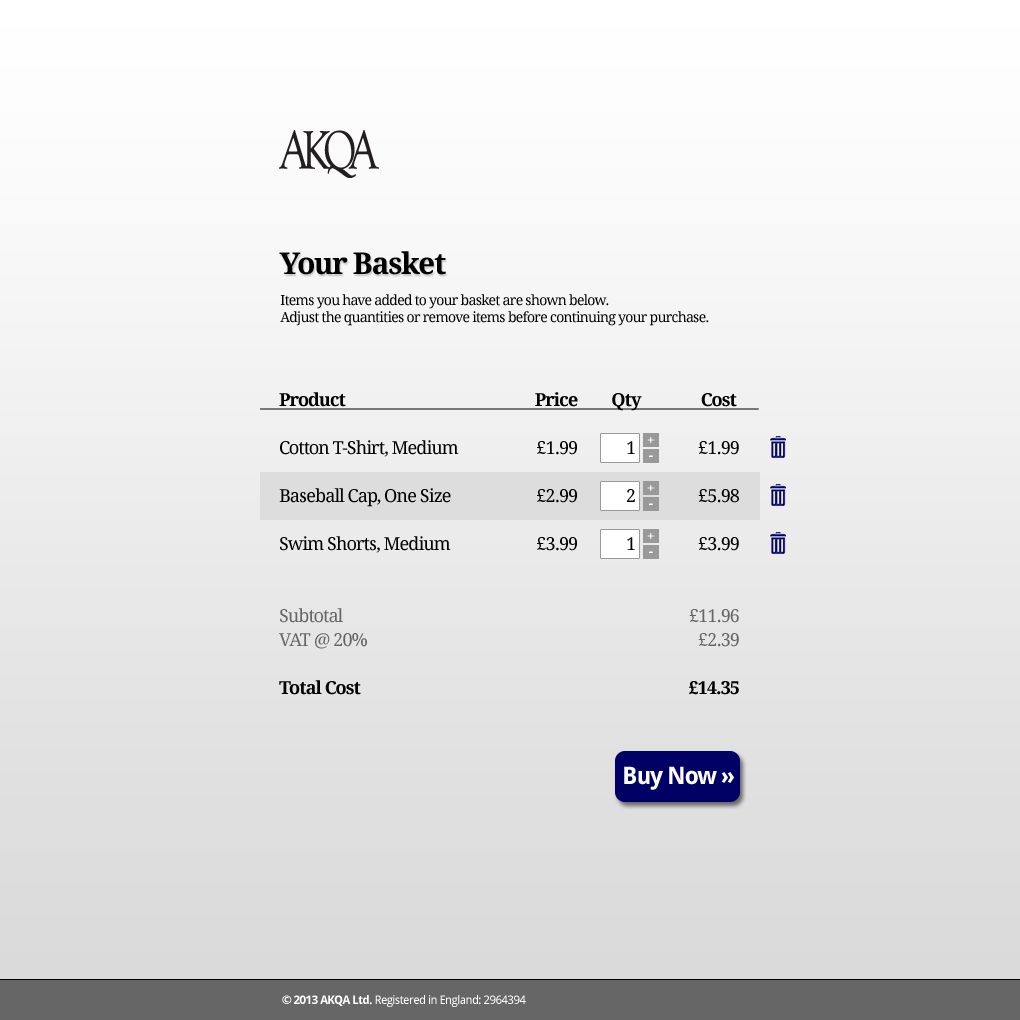 AKQA
Your Basket
Items you have added to your basket are shown below.
Adjust the quantities or remove items before continuing your purchase.
Product Price Qty Cost
Cotton T-Shirt, Medium £1.99 1 + - £1.99
Baseball Cap, One Size £2.99 2 + - £5.98
Swim Shorts, Medium £3.99 1 + - £3.99
Subtotal £11.96
VAT @ 20% £2.39
Total Cost £14.35
Buy Now »
© 2013 AKQA Ltd. Registered in England: 2964394